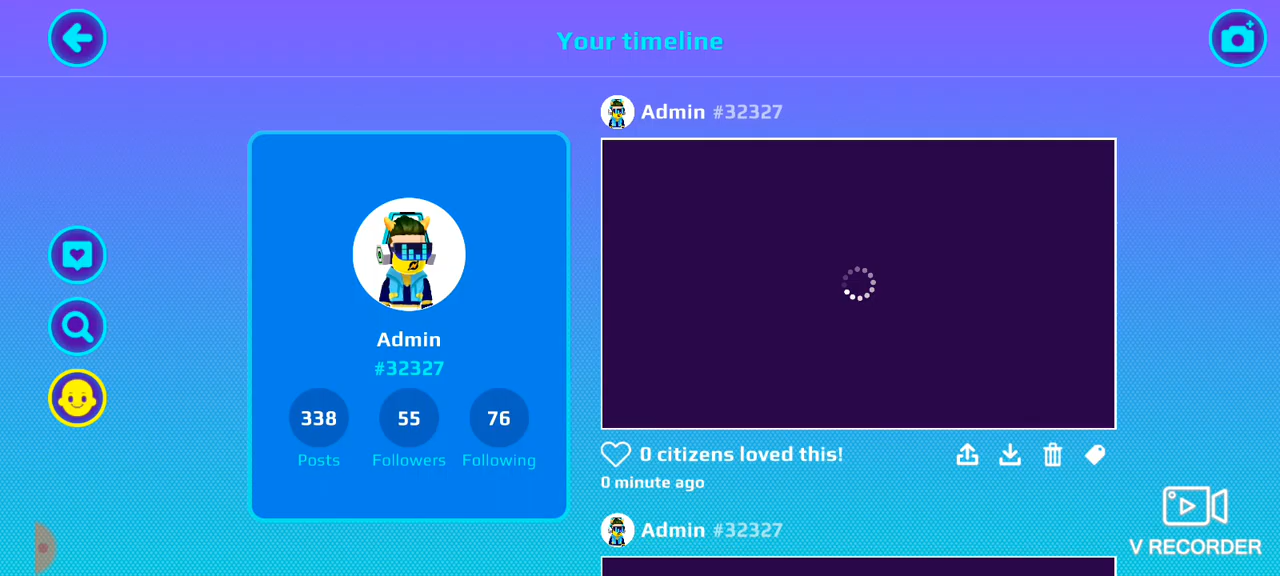 Your timeline
Admin #32327
Admin
#32327
338 55 76
Posts Followers Following
0 citizens loved this!
0 minute ago
Admin #32327
V RECORDER